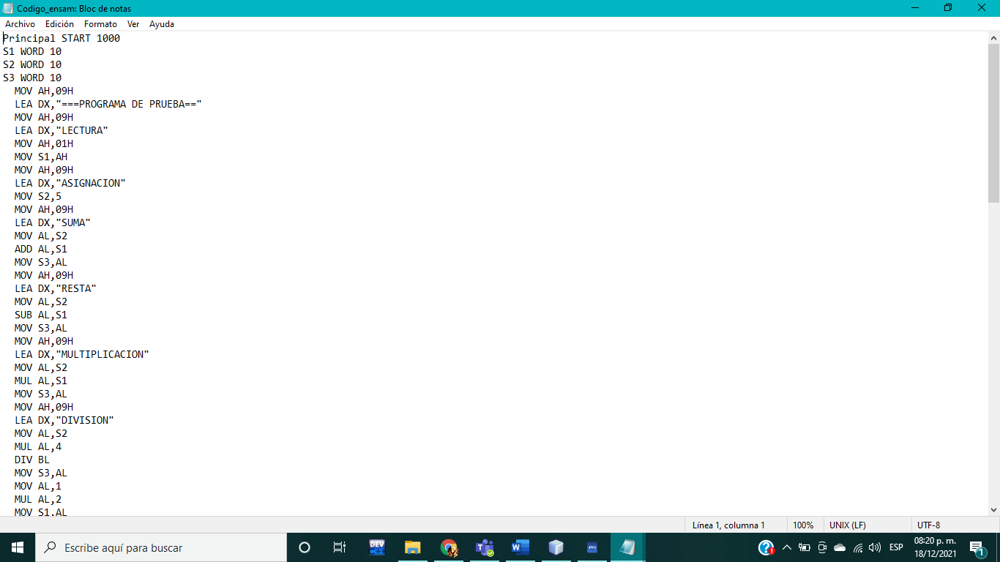 Codigo_ensam: Bloc de notas
Archivo Edición Formato Ver Ayuda
Principal START 1000
S1 WORD 10
S2 WORD 10
S3 WORD 10
MOV AH,09H
LEA DX,"===PROGRAMA DE PRUEBA=="
MOV AH,09H
LEA DX,"LECTURA"
MOV AH,01H
MOV S1,AH
MOV AH,09H
LEA DX,"ASIGNACION"
MOV S2,5
MOV AH,09H
LEA DX,"SUMA"
MOV AL,S2
ADD AL,S1
MOV S3,AL
MOV AH,09H
LEA DX,"RESTA"
MOV AL,S2
SUB AL,S1
MOV S3,AL
MOV AH,09H
LEA DX,"MULTIPLICACION"
MOV AL,S2
MUL AL,S1
MOV S3,AL
MOV AH,09H
LEA DX,"DIVISION"
MOV AL,S2
MUL AL,4
DIV BL
MOV S3,AL
MOV AL,1
MUL AL,2
MOV S1,AL
Línea 1, columna 1 100% UNIX (LF) UTF-8
Escribe aquí para buscar
DEV
ESP
08:20 p. m.
18/12/2021
1